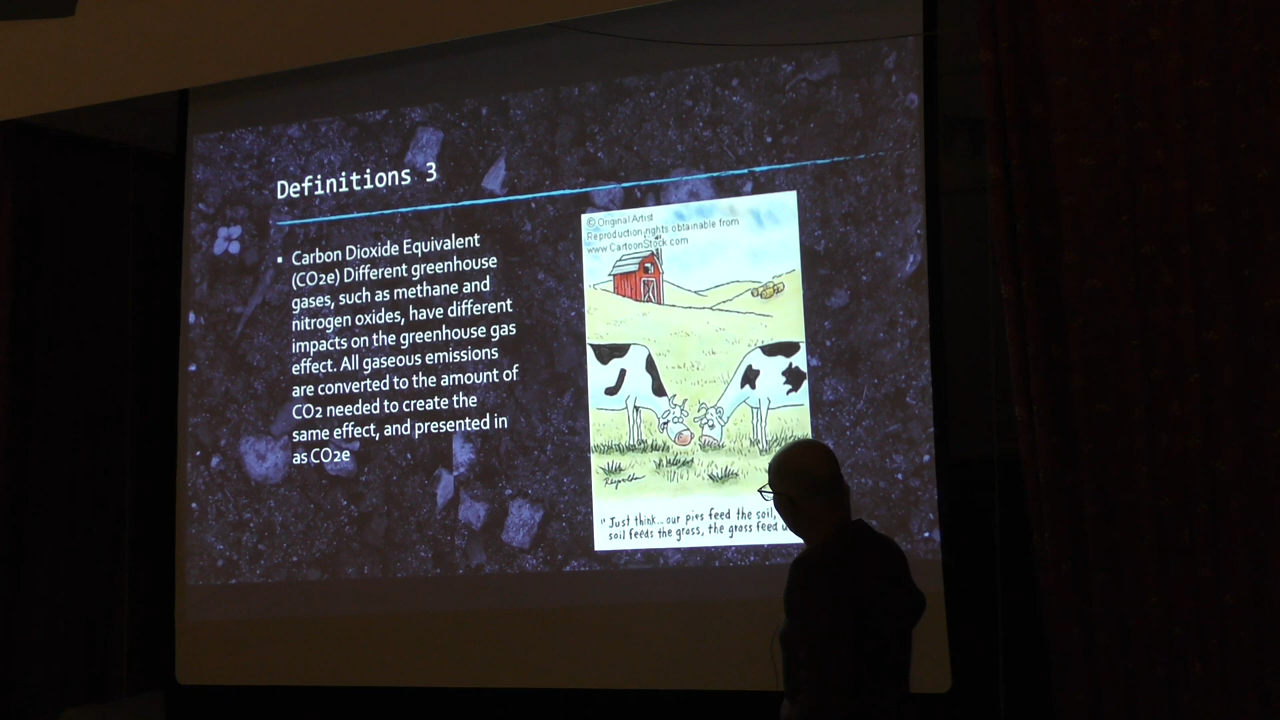 Definitions 3
▪ Carbon Dioxide Equivalent
(CO2e) Different greenhouse
gases, such as methane and
nitrogen oxides, have different
impacts on the greenhouse gas
effect. All gaseous emissions
are converted to the amount of
CO2 needed to create the
same effect, and presented in
as CO2e
© Original Artist
Reproduction rights obtainable from
www.CartoonStock.com
Reynolds
"Just think... our pies feed the soil,
soil feeds the grass, the grass feed